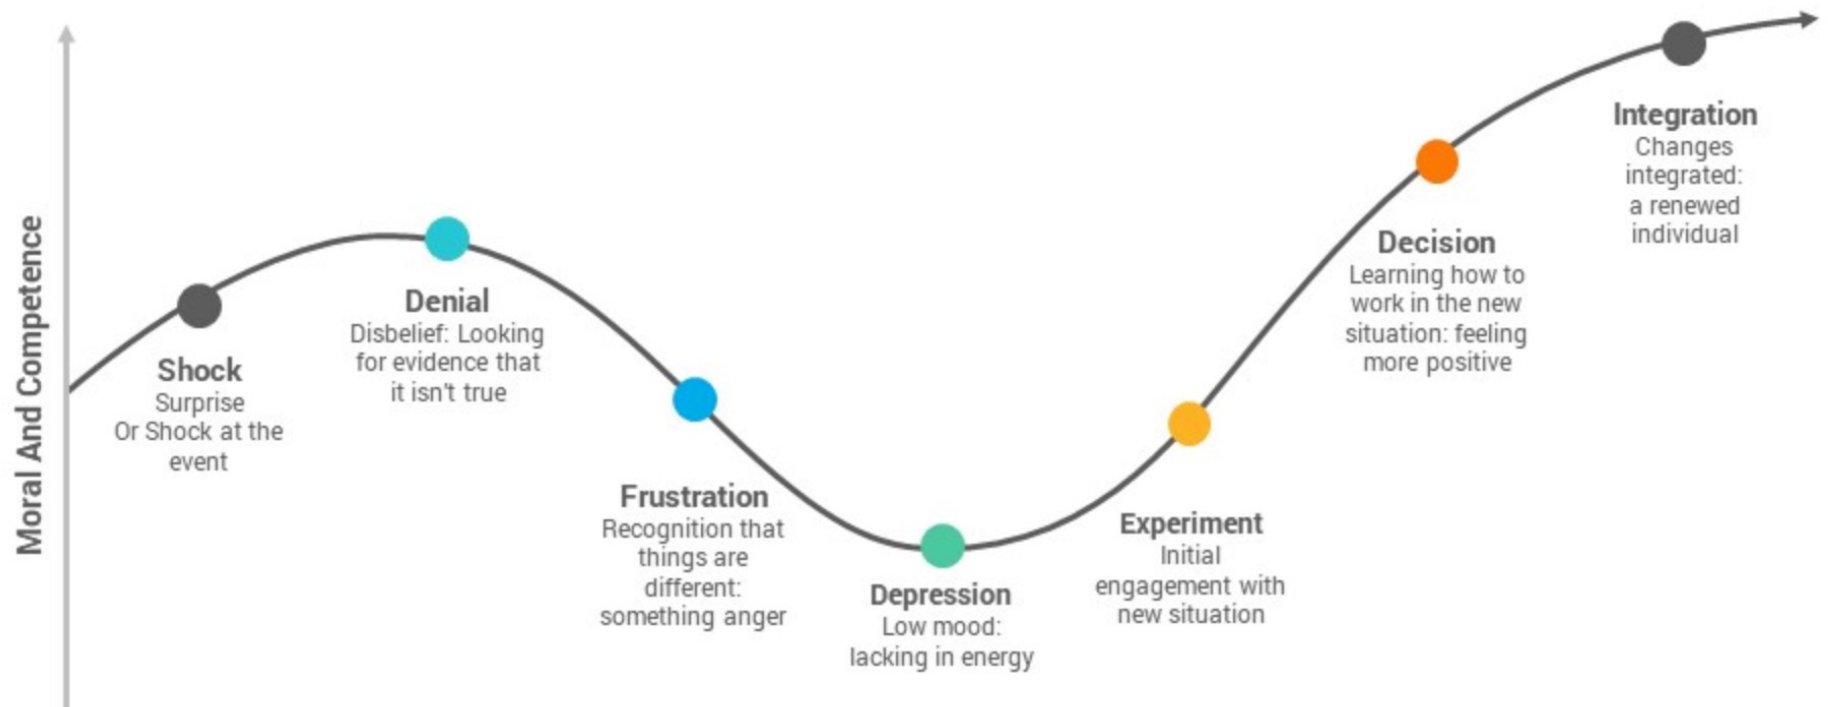 Moral And Competence
Shock
Surprise
Or Shock at the
event
Denial
Disbelief: Looking
for evidence that
it isn't true
Frustration
Recognition that
things are
different:
something anger
Depression
Low mood:
lacking in energy
Experiment
Initial
engagement with
new situation
Decision
Learning how to
work in the new
situation: feeling
more positive
Integration
Changes
integrated:
a renewed
individual